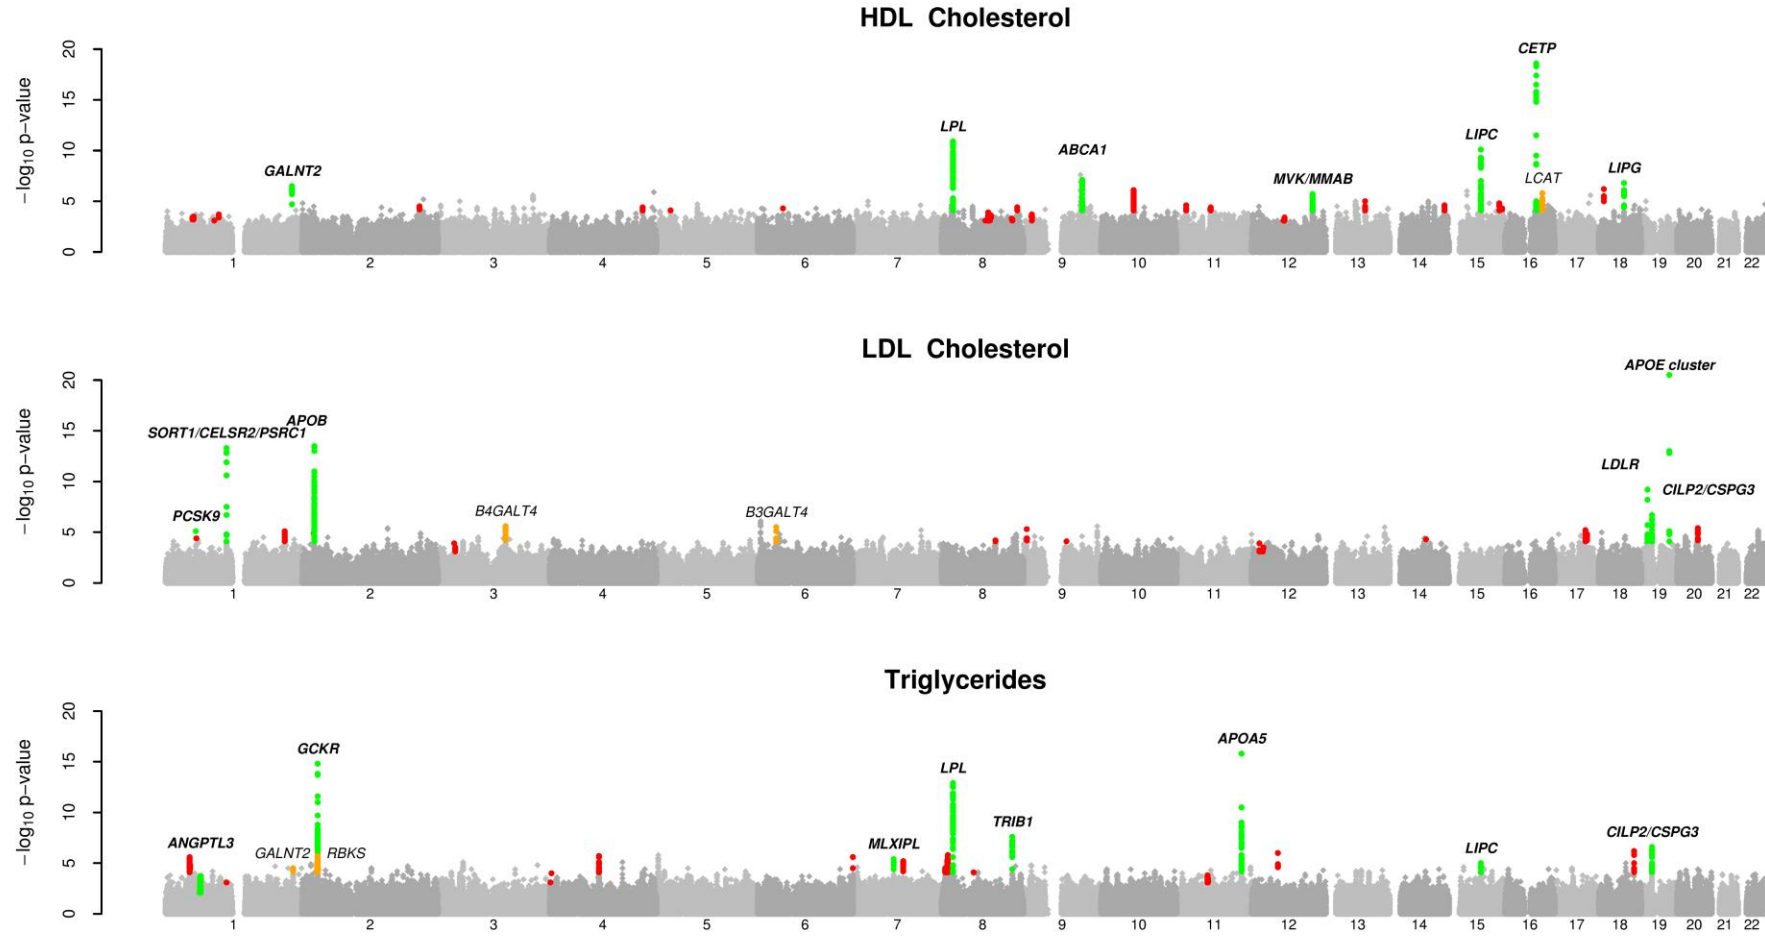 HDL Cholesterol
−log10 p−value
20
15
10
5
0
CETP
LPL
LIPC
ABCA1
GALNT2
MVK/MMAB
LCAT
LIPG
1 2 3 4 5 6 7 8 9 10 11 12 13 14 15 16 17 18 19 20 21 22
LDL Cholesterol
−log10 p−value
20
15
10
5
0
APOE cluster
APOB
SORT1/CELSR2/PSRC1
LDLR
CILP2/CSPG3
PCSK9
B4GALT4
B3GALT4
1 2 3 4 5 6 7 8 9 10 11 12 13 14 15 16 17 18 19 20 21 22
Triglycerides
−log10 p−value
20
15
10
5
0
APOA5
GCKR
LPL
TRIB1
CILP2/CSPG3
ANGPTL3
MLXIPL
LIPC
GALNT2
RBKS
1 2 3 4 5 6 7 8 9 10 11 12 13 14 15 16 17 18 19 20 21 22